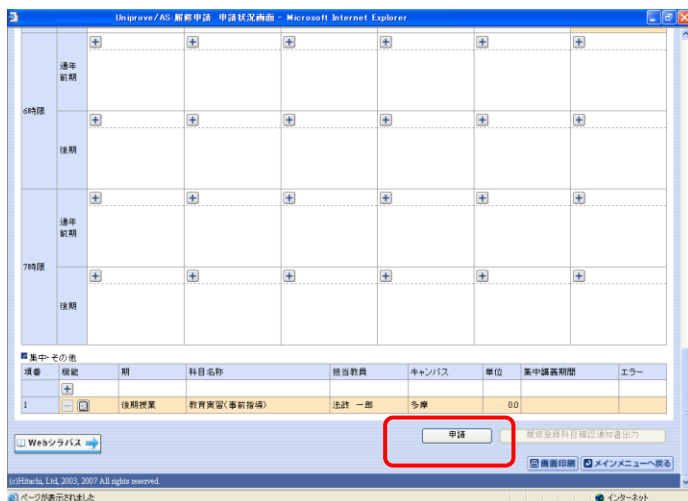 Uniprove/AS:履修申請 申請状況画面 - Microsoft Internet Explorer
6時限
通年
前期
後期
7時限
通年
前期
後期
集中・その他
項番 機能 期 科目名称 担当教員 キャンパス 単位 集中講義期間 エラー
1 後期授業 教育実習(事前指導) 法政 一郎 多摩 0.0
申請 履修登録科目確認通知書出力
Webシラバス
画面印刷 メインメニューへ戻る
(c)Hitachi, Ltd, 2003, 2007 All rights reserved.
ページが表示されました インターネット